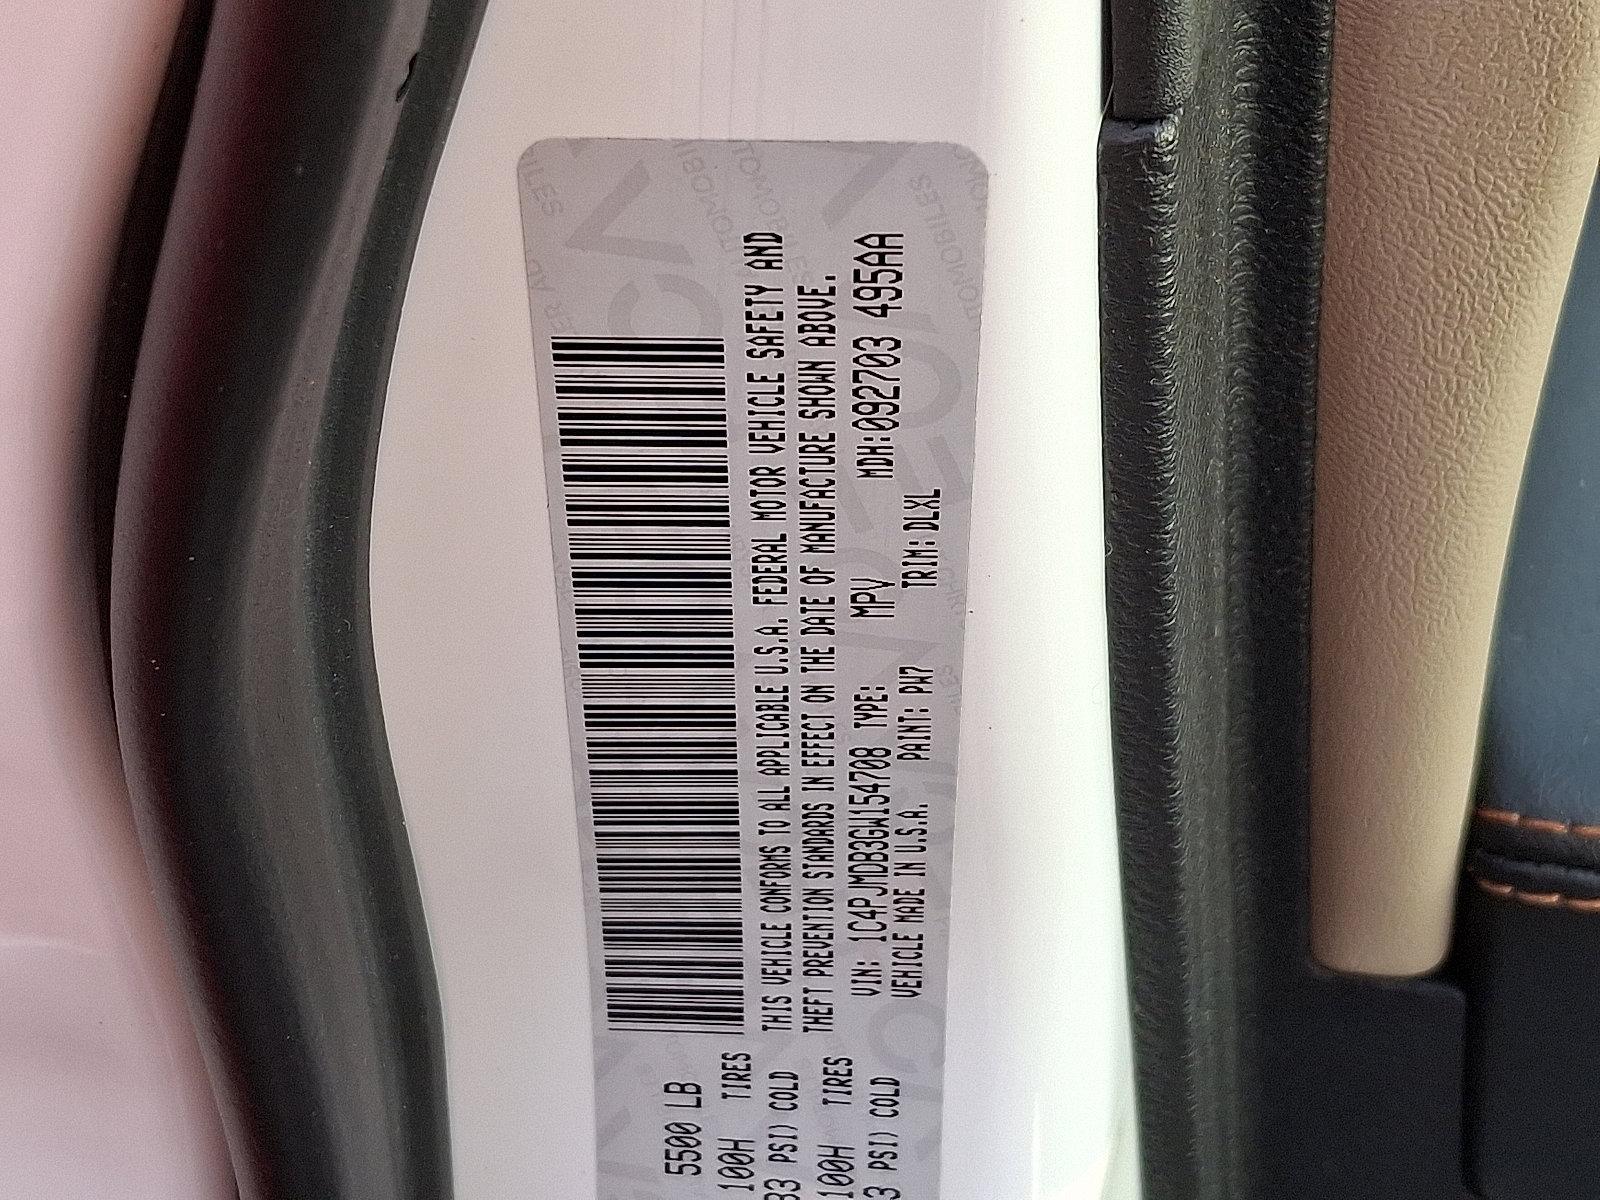 5500 LB
100H TIRES
33 PSI) COLD
100H TIRES
3 PSI) COLD
THIS VEHICLE CONFORMS TO ALL APPLICABLE U.S.A. FEDERAL MOTOR VEHICLE SAFETY AND
THEFT PREVENTION STANDARDS IN EFFECT ON THE DATE OF MANUFACTURE SHOWN ABOVE.
VIN: 1C4PJMDB3GW154708 TYPE: MPV MDH:092703 495AA
VEHICLE MADE IN U.S.A. PAINT: PW7 TRIM: DLXL